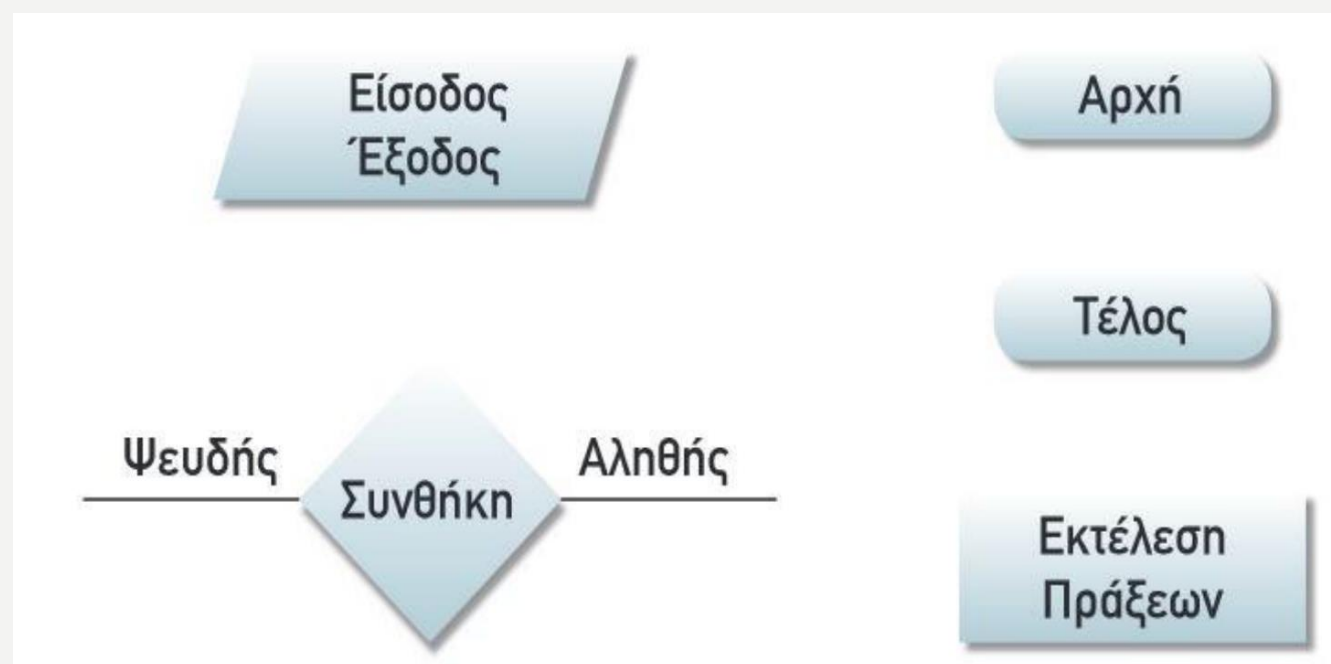 Είσοδος
Έξοδος
Αρχή
Τέλος
Ψευδής
Συνθήκη
Αληθής
Εκτέλεση
Πράξεων